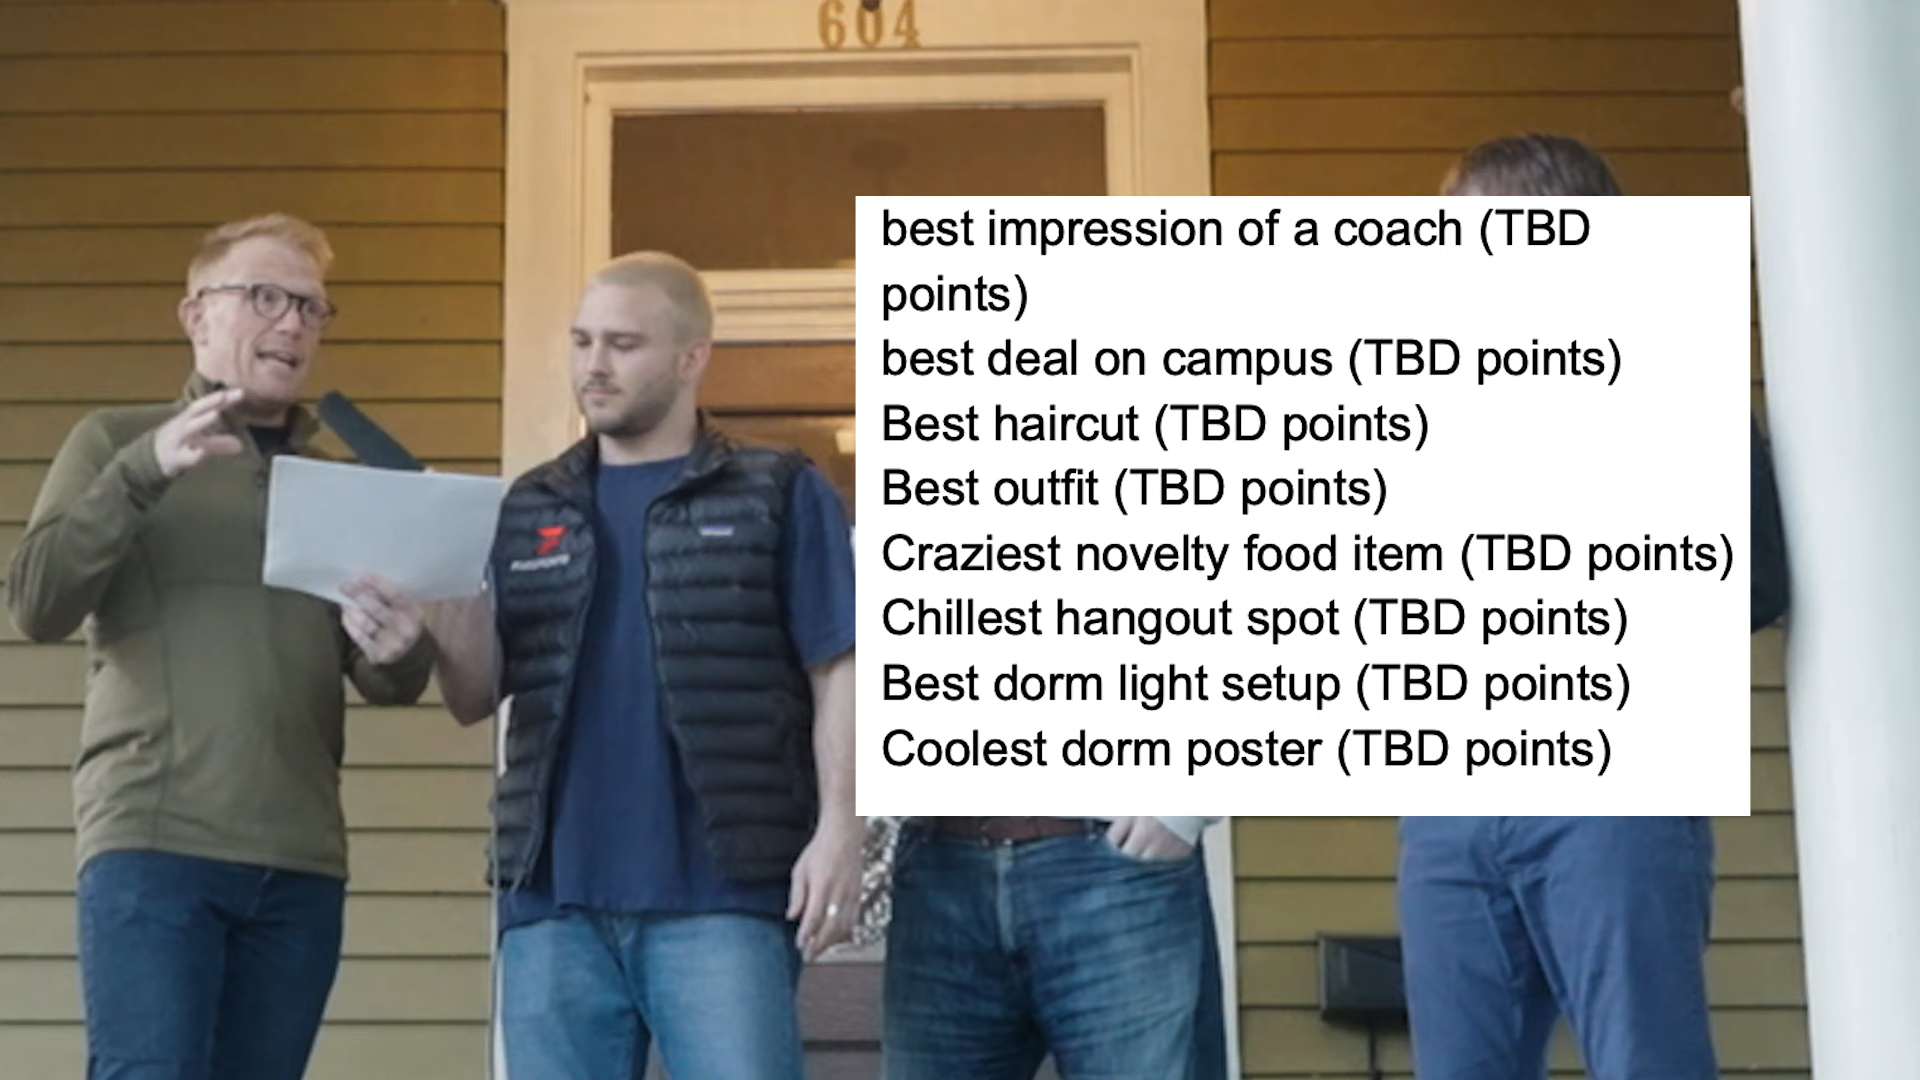 604
best impression of a coach (TBD
points)
best deal on campus (TBD points)
Best haircut (TBD points)
Best outfit (TBD points)
Craziest novelty food item (TBD points)
Chillest hangout spot (TBD points)
Best dorm light setup (TBD points)
Coolest dorm poster (TBD points)